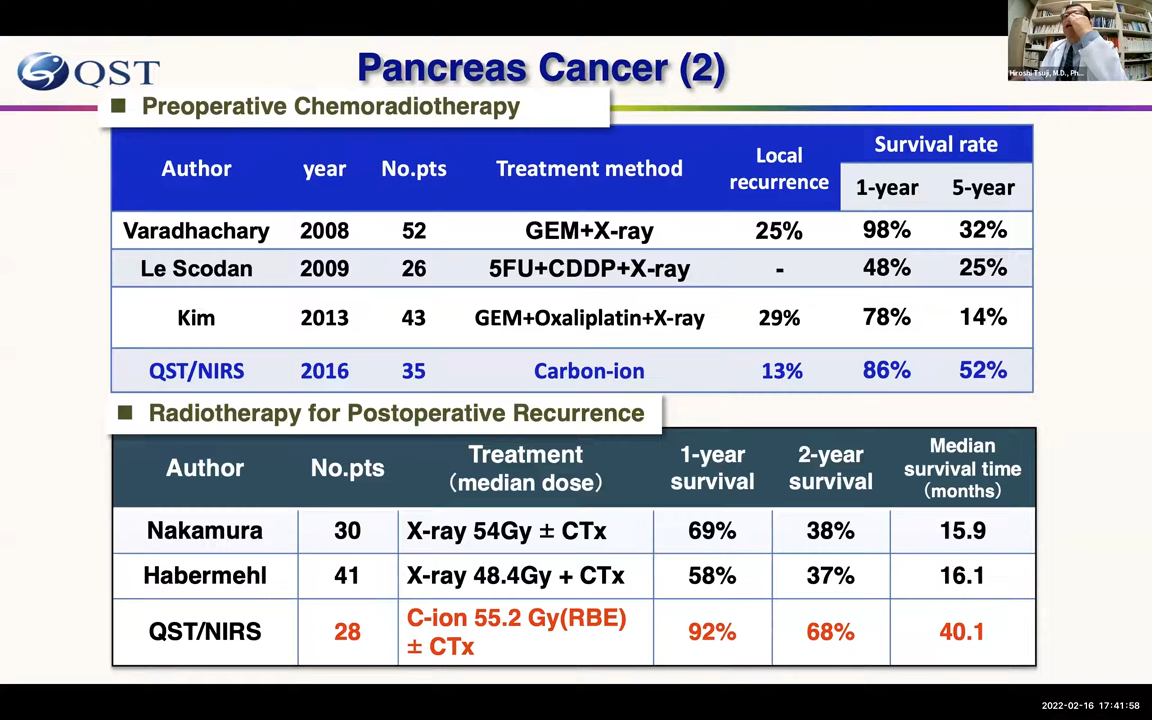 QST
Pancreas Cancer (2)
Hiroshi Tsuji, M.D., Ph...
■ Preoperative Chemoradiotherapy
Author year No.pts Treatment method Local recurrence Survival rate
1-year 5-year
Varadhachary 2008 52 GEM+X-ray 25% 98% 32%
Le Scodan 2009 26 5FU+CDDP+X-ray - 48% 25%
Kim 2013 43 GEM+Oxaliplatin+X-ray 29% 78% 14%
QST/NIRS 2016 35 Carbon-ion 13% 86% 52%
■ Radiotherapy for Postoperative Recurrence
Author No.pts Treatment (median dose) 1-year survival 2-year survival Median survival time (months)
Nakamura 30 X-ray 54Gy ± CTx 69% 38% 15.9
Habermehl 41 X-ray 48.4Gy + CTx 58% 37% 16.1
QST/NIRS 28 C-ion 55.2 Gy(RBE) ± CTx 92% 68% 40.1
2022-02-16 17:41:58